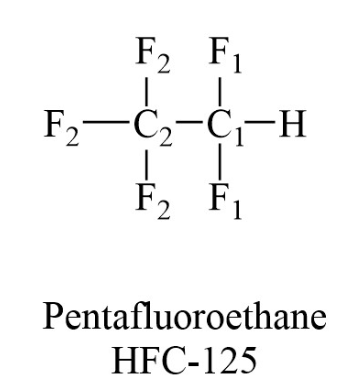 F₂ F₁
F₂—C₂—C₁—H
F₂ F₁
Pentafluoroethane
HFC-125